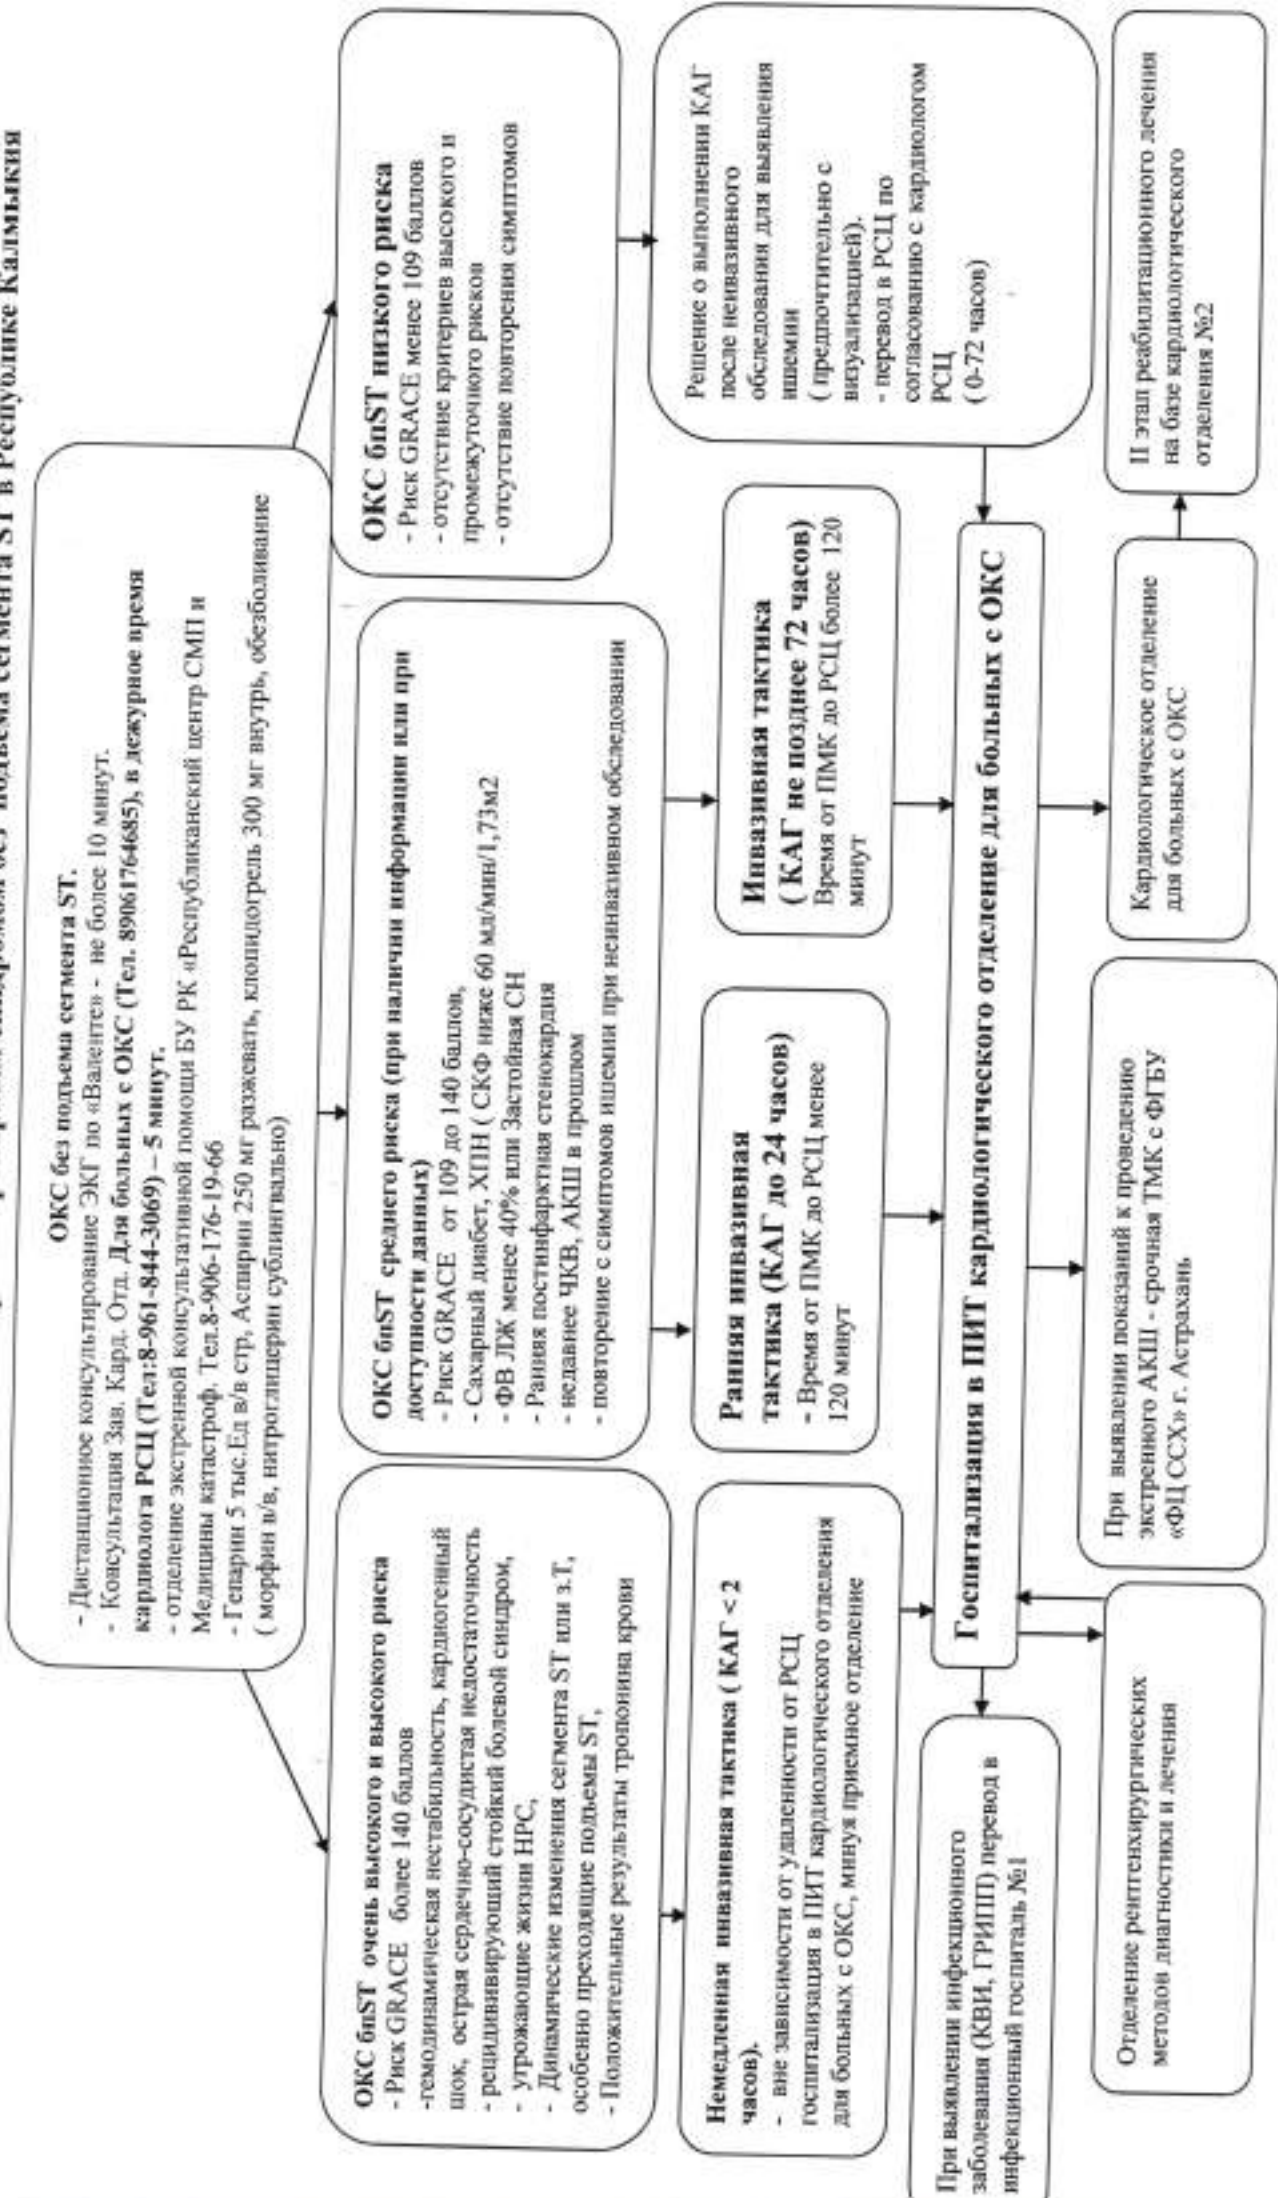 без подъема сегмента ST в Республике Калмыкия
ОКС без подъема сегмента ST.
- Дистанционное консультирование ЭКГ по «Валенте» - не более 10 минут.
- Консультация Зав. Кард. Отд. Для больных с ОКС (Тел. 89061764685), в дежурное время
кардиолога РСЦ (Тел:8-961-844-3069) – 5 минут.
- отделение экстренной консультативной помощи БУ РК «Республиканский центр СМП и
Медицины катастроф. Тел.8-906-176-19-66
- Гепарин 5 тыс.Ед в/в стр, Аспирин 250 мг разжевать, клопидогрель 300 мг внутрь, обезболивание
( морфин в/в, нитроглицерин сублингвально)
ОКС бпST очень высокого и высокого риска
- Риск GRACE более 140 баллов
-гемодинамическая нестабильность, кардиогенный
шок, острая сердечно-сосудистая недостаточность
- рецидививирующий стойкий болевой синдром,
- угрожающие жизни НРС,
- Динамические изменения сегмента ST или з.Т,
особенно преходящие подъемы ST,
- Положительные результаты тропонина крови
ОКС бпST среднего риска (при наличии информации или при
доступности данных)
- Риск GRACE от 109 до 140 баллов,
- Сахарный диабет, ХПН ( СКФ ниже 60 мл/мин/1,73м2
- ФВ ЛЖ менее 40% или Застойная СН
- Ранняя постинфарктная стенокардия
- недавнее ЧКВ, АКШ в прошлом
- повторение с симптомов ишемии при неинвазивном обследовании
ОКС бпST низкого риска
- Риск GRACE менее 109 баллов
- отсутствие критериев высокого и
промежуточного рисков
- отсутствие повторения симптомов
Немедленная инвазивная тактика ( КАГ < 2
часов).
- вне зависимости от удаленности от РСЦ
госпитализация в ПИТ кардиологического отделения
для больных с ОКС, минуя приемное отделение
Ранняя инвазивная
тактика (КАГ до 24 часов)
- Время от ПМК до РСЦ менее
120 минут
Инвазивная тактика
( КАГ не позднее 72 часов)
Время от ПМК до РСЦ более 120
минут
Решение о выполнении КАГ
после неивазивного
обследования для выявления
ишемии
( предпочтительно с
визуализацией).
- перевод в РСЦ по
согласованию с кардиологом
РСЦ
( 0-72 часов)
Госпитализация в ПИТ кардиологического отделение для больных с ОКС
При выявлении инфекционного
заболевания (КВИ, ГРИПП) перевод в
инфекционный госпиталь №1
Отделение рентгенхирургических
методов диагностики и лечения
При выявлении показаний к проведению
экстренного АКШ - срочная ТМК с ФГБУ
«ФЦ ССХ» г. Астрахань
Кардиологическое отделение
для больных с ОКС
II этап реабилитационного лечения
на базе кардиологического
отделения №2